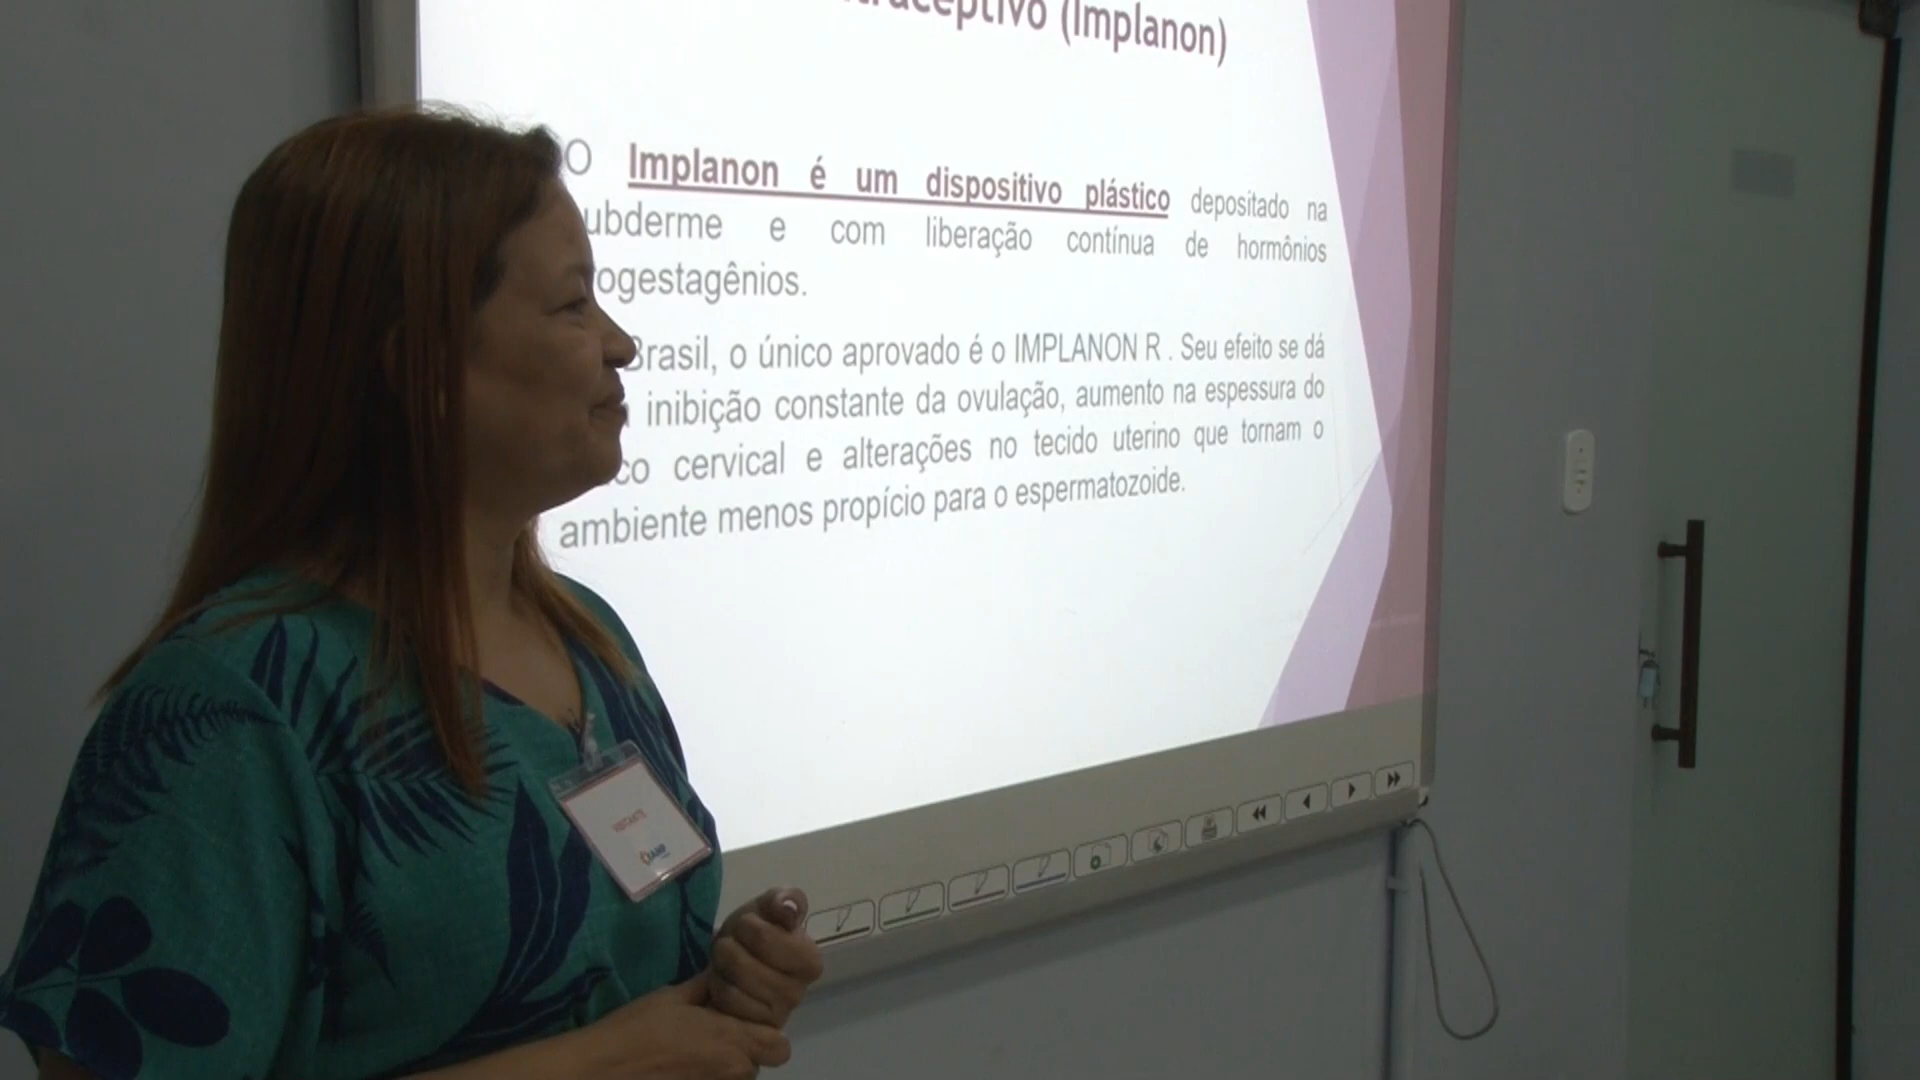 (Implanon)
O Implanon é um dispositivo plástico depositado na
ubderme e com liberação contínua de hormônios
ogestagênios.
Brasil, o único aprovado é o IMPLANON R . Seu efeito se dá
inibição constante da ovulação, aumento na espessura do
co cervical e alterações no tecido uterino que tornam o
ambiente menos propício para o espermatozoide.
VISITANTE